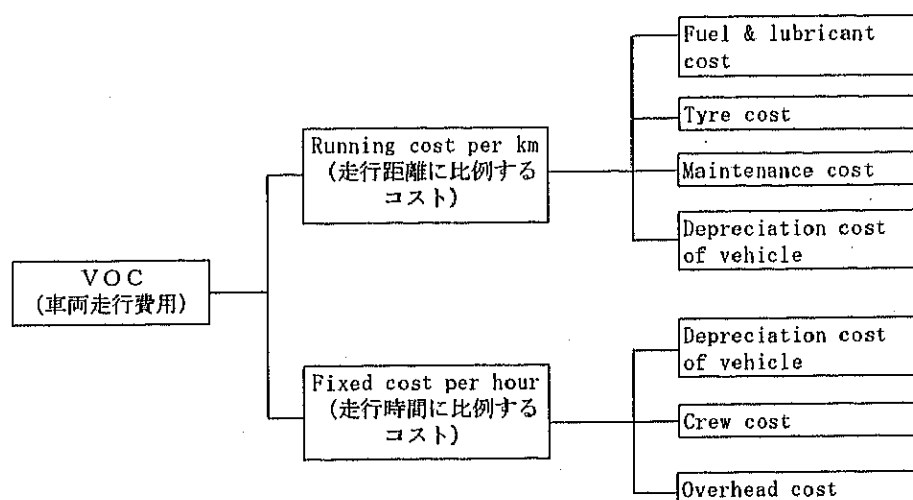 Fuel & lubricant
cost
Tyre cost
Running cost per km
(走行距離に比例する
コスト)
Maintenance cost
Depreciation cost
of vehicle
VOC
(車両走行費用)
Depreciation cost
of vehicle
Fixed cost per hour
(走行時間に比例する
コスト)
Crew cost
Overhead cost